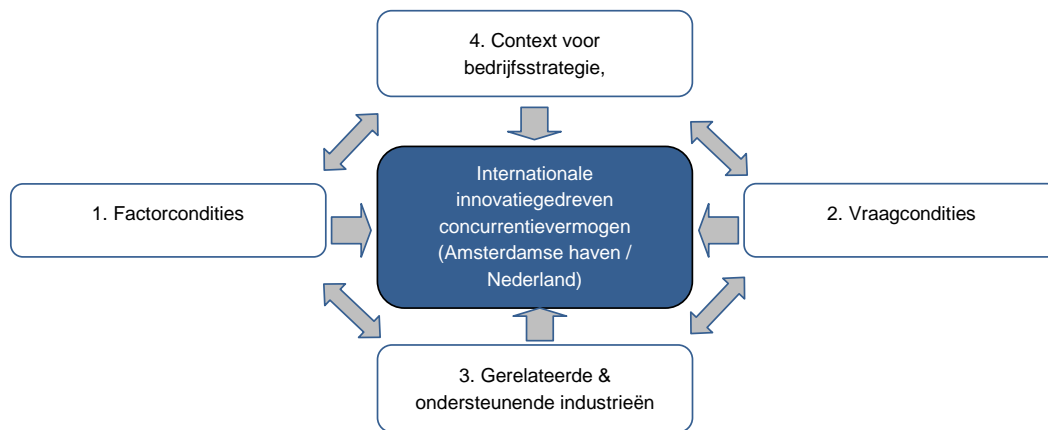 4. Context voor
bedrijfsstrategie,
Internationale
innovatiegedreven
concurrentievermogen
(Amsterdamse haven /
Nederland)
1. Factorcondities
2. Vraagcondities
3. Gerelateerde &
ondersteunende industrieën